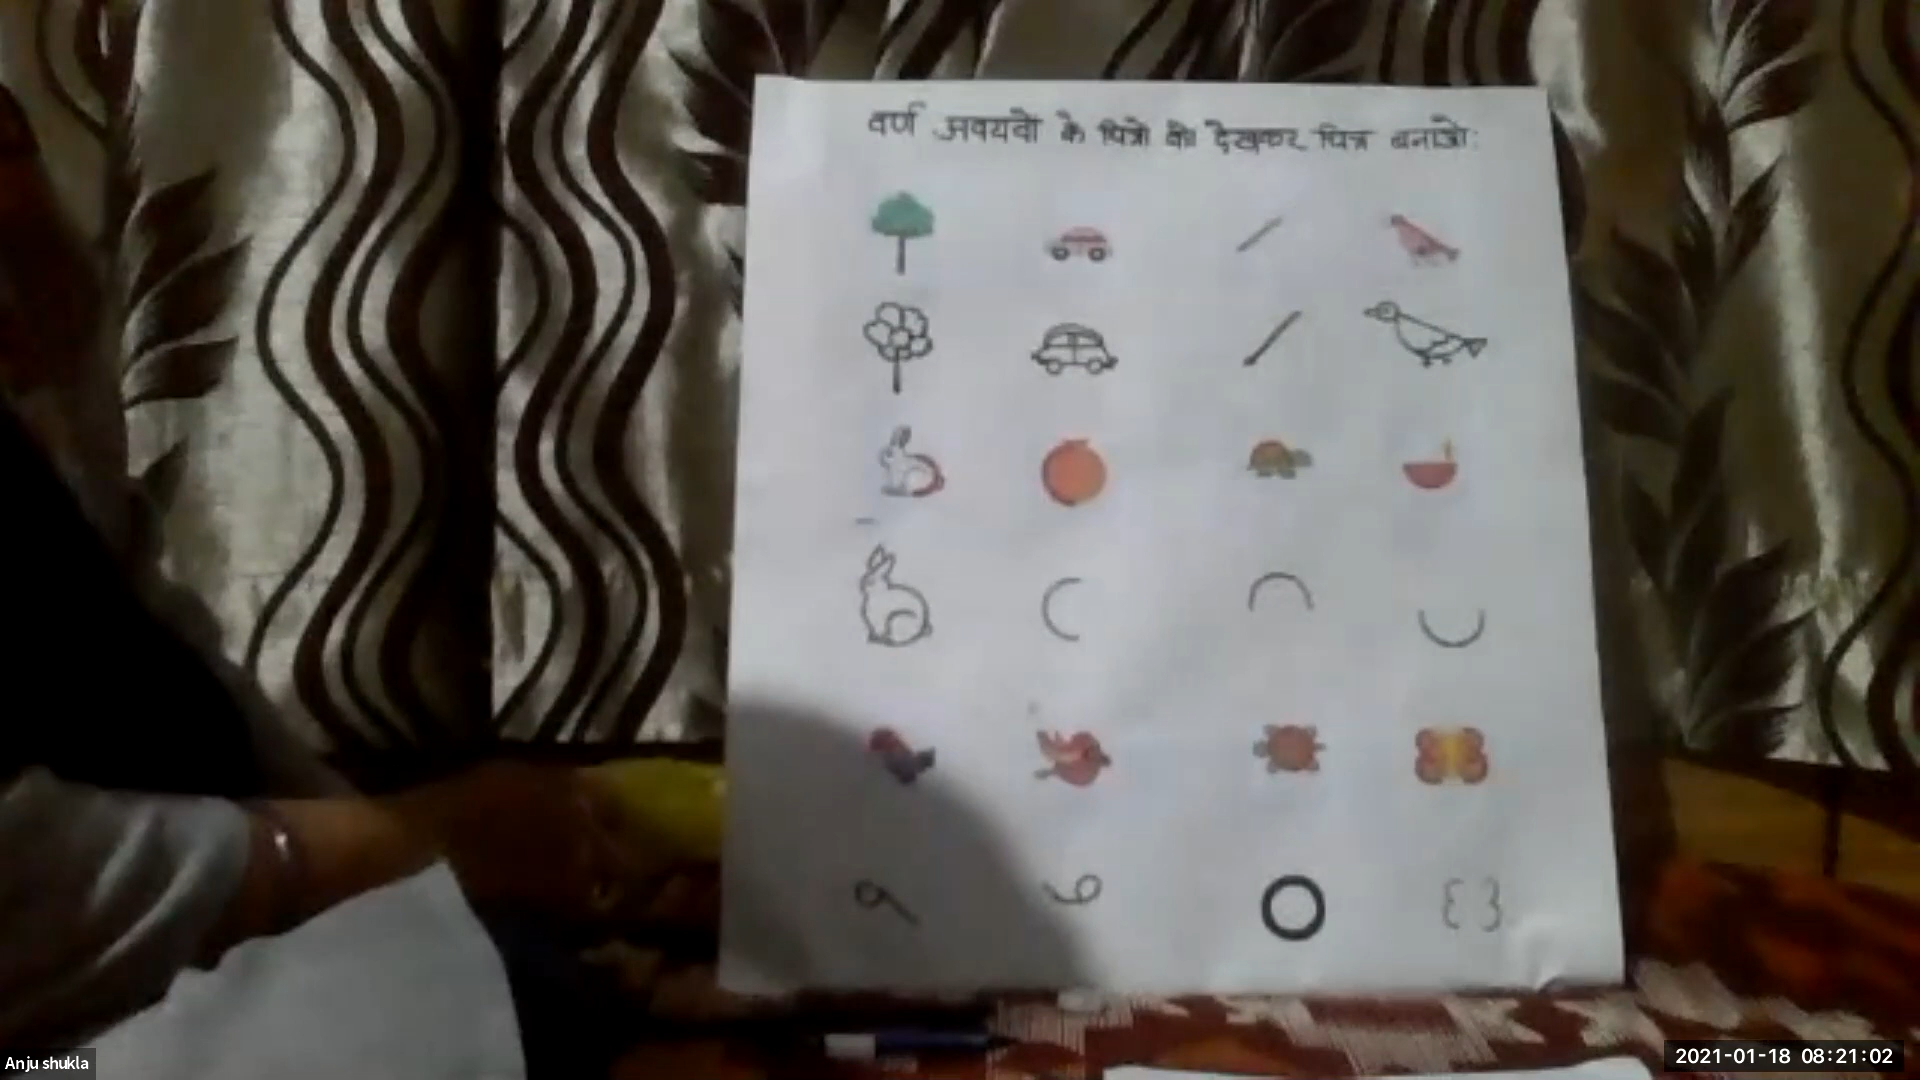 वर्ण अवयवो के चित्रो को देखकर चित्र बनाओ:
Anju shukla
2021-01-18 08:21:02